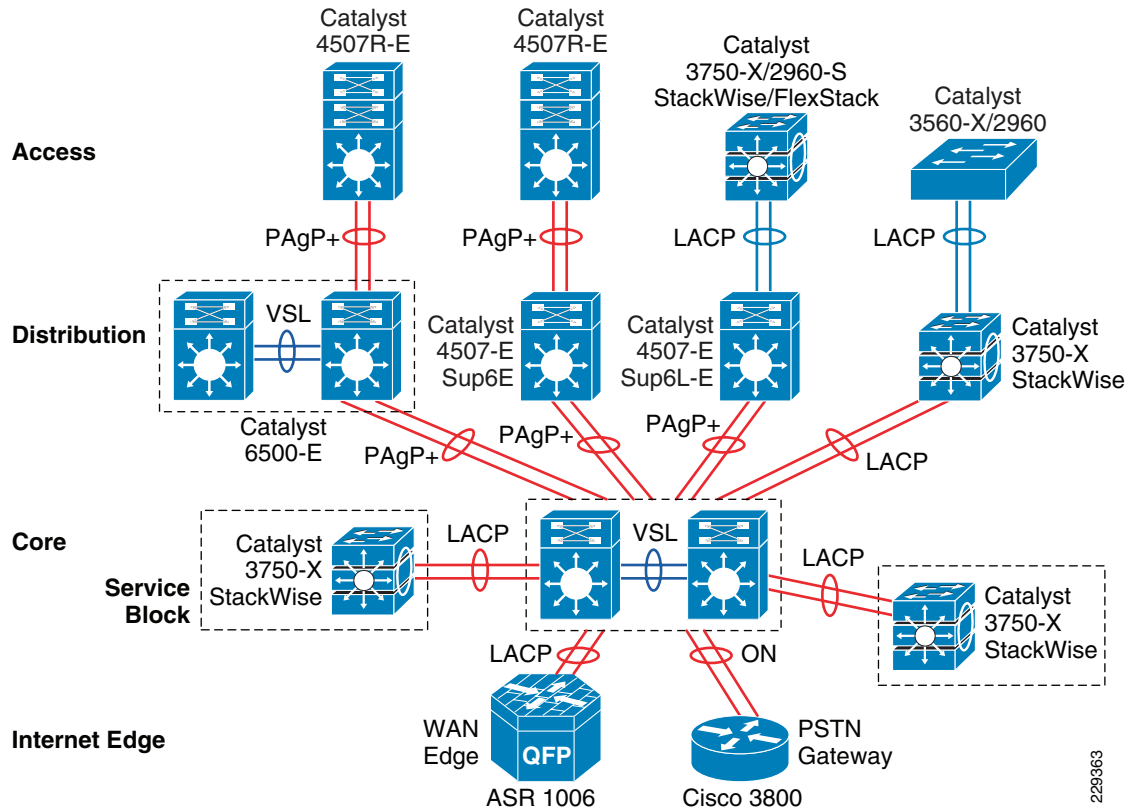 Catalyst
4507R-E
Catalyst
4507R-E
Catalyst
3750-X/2960-S
StackWise/FlexStack
Catalyst
3560-X/2960
Access
PAgP+
PAgP+
LACP
LACP
VSL
Distribution
Catalyst
4507-E
Sup6E
Catalyst
4507-E
Sup6L-E
Catalyst
3750-X
StackWise
Catalyst
6500-E
PAgP+
PAgP+
PAgP+
LACP
Core
Service
Block
Catalyst
3750-X
StackWise
LACP
VSL
LACP
Catalyst
3750-X
StackWise
LACP
ON
Internet Edge
WAN
Edge
QFP
ASR 1006
PSTN
Gateway
Cisco 3800
229363